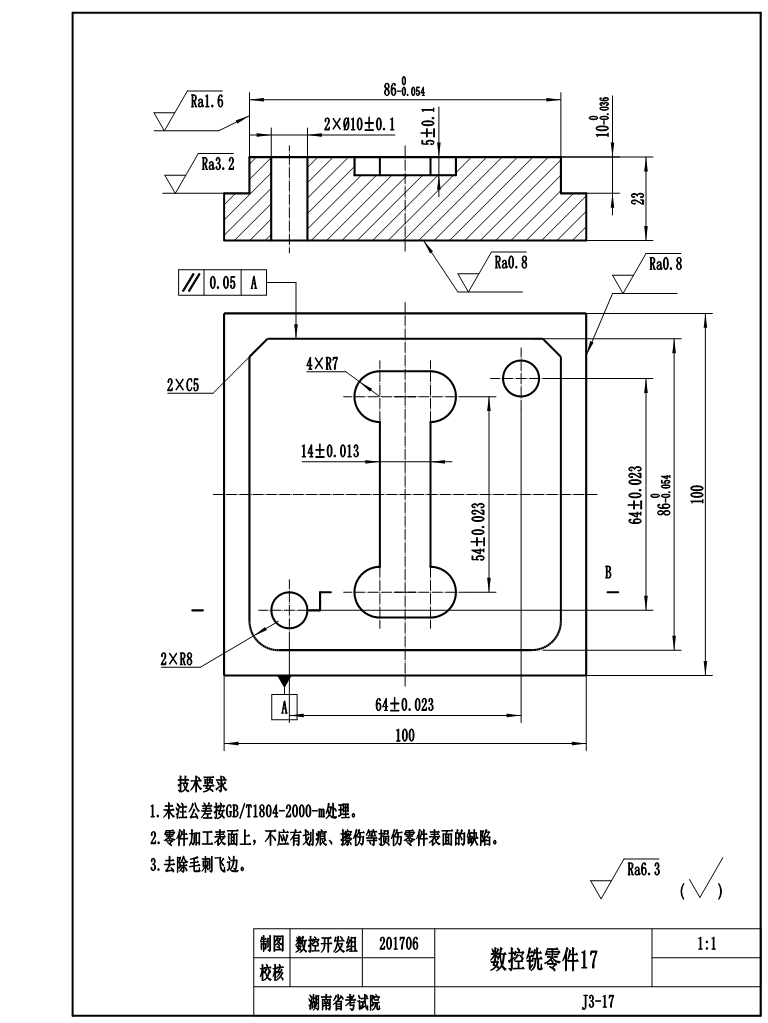 86 0 -0.054
Ra1.6
2×Ø10±0.1
5±0.1
10 0 -0.036
Ra3.2
23
Ra0.8
Ra0.8
// 0.05 A
4×R7
2×C5
14±0.013
54±0.023
64±0.023
86 0 -0.054
100
B
2×R8
A
64±0.023
100
技术要求
1.未注公差按GB/T1804-2000-m处理。
2.零件加工表面上，不应有划痕、擦伤等损伤零件表面的缺陷。
3.去除毛刺飞边。
Ra6.3 ( )
制图 数控开发组 201706 数控铣零件17 1:1
校核
湖南省考试院 J3-17